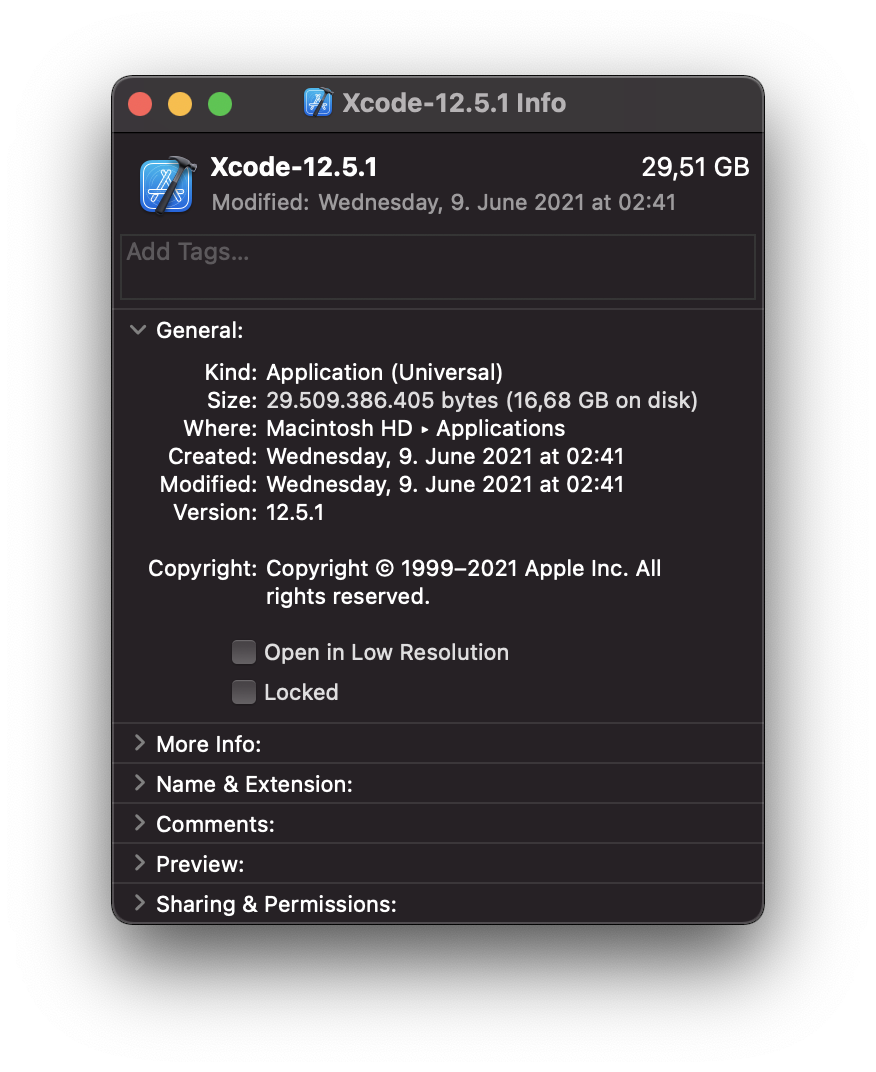 Xcode-12.5.1 Info
Xcode-12.5.1 29,51 GB
Modified: Wednesday, 9. June 2021 at 02:41
Add Tags...
General:
Kind: Application (Universal)
Size: 29.509.386.405 bytes (16,68 GB on disk)
Where: Macintosh HD ▸ Applications
Created: Wednesday, 9. June 2021 at 02:41
Modified: Wednesday, 9. June 2021 at 02:41
Version: 12.5.1
Copyright: Copyright © 1999–2021 Apple Inc. All
rights reserved.
Open in Low Resolution
Locked
More Info:
Name & Extension:
Comments:
Preview:
Sharing & Permissions: